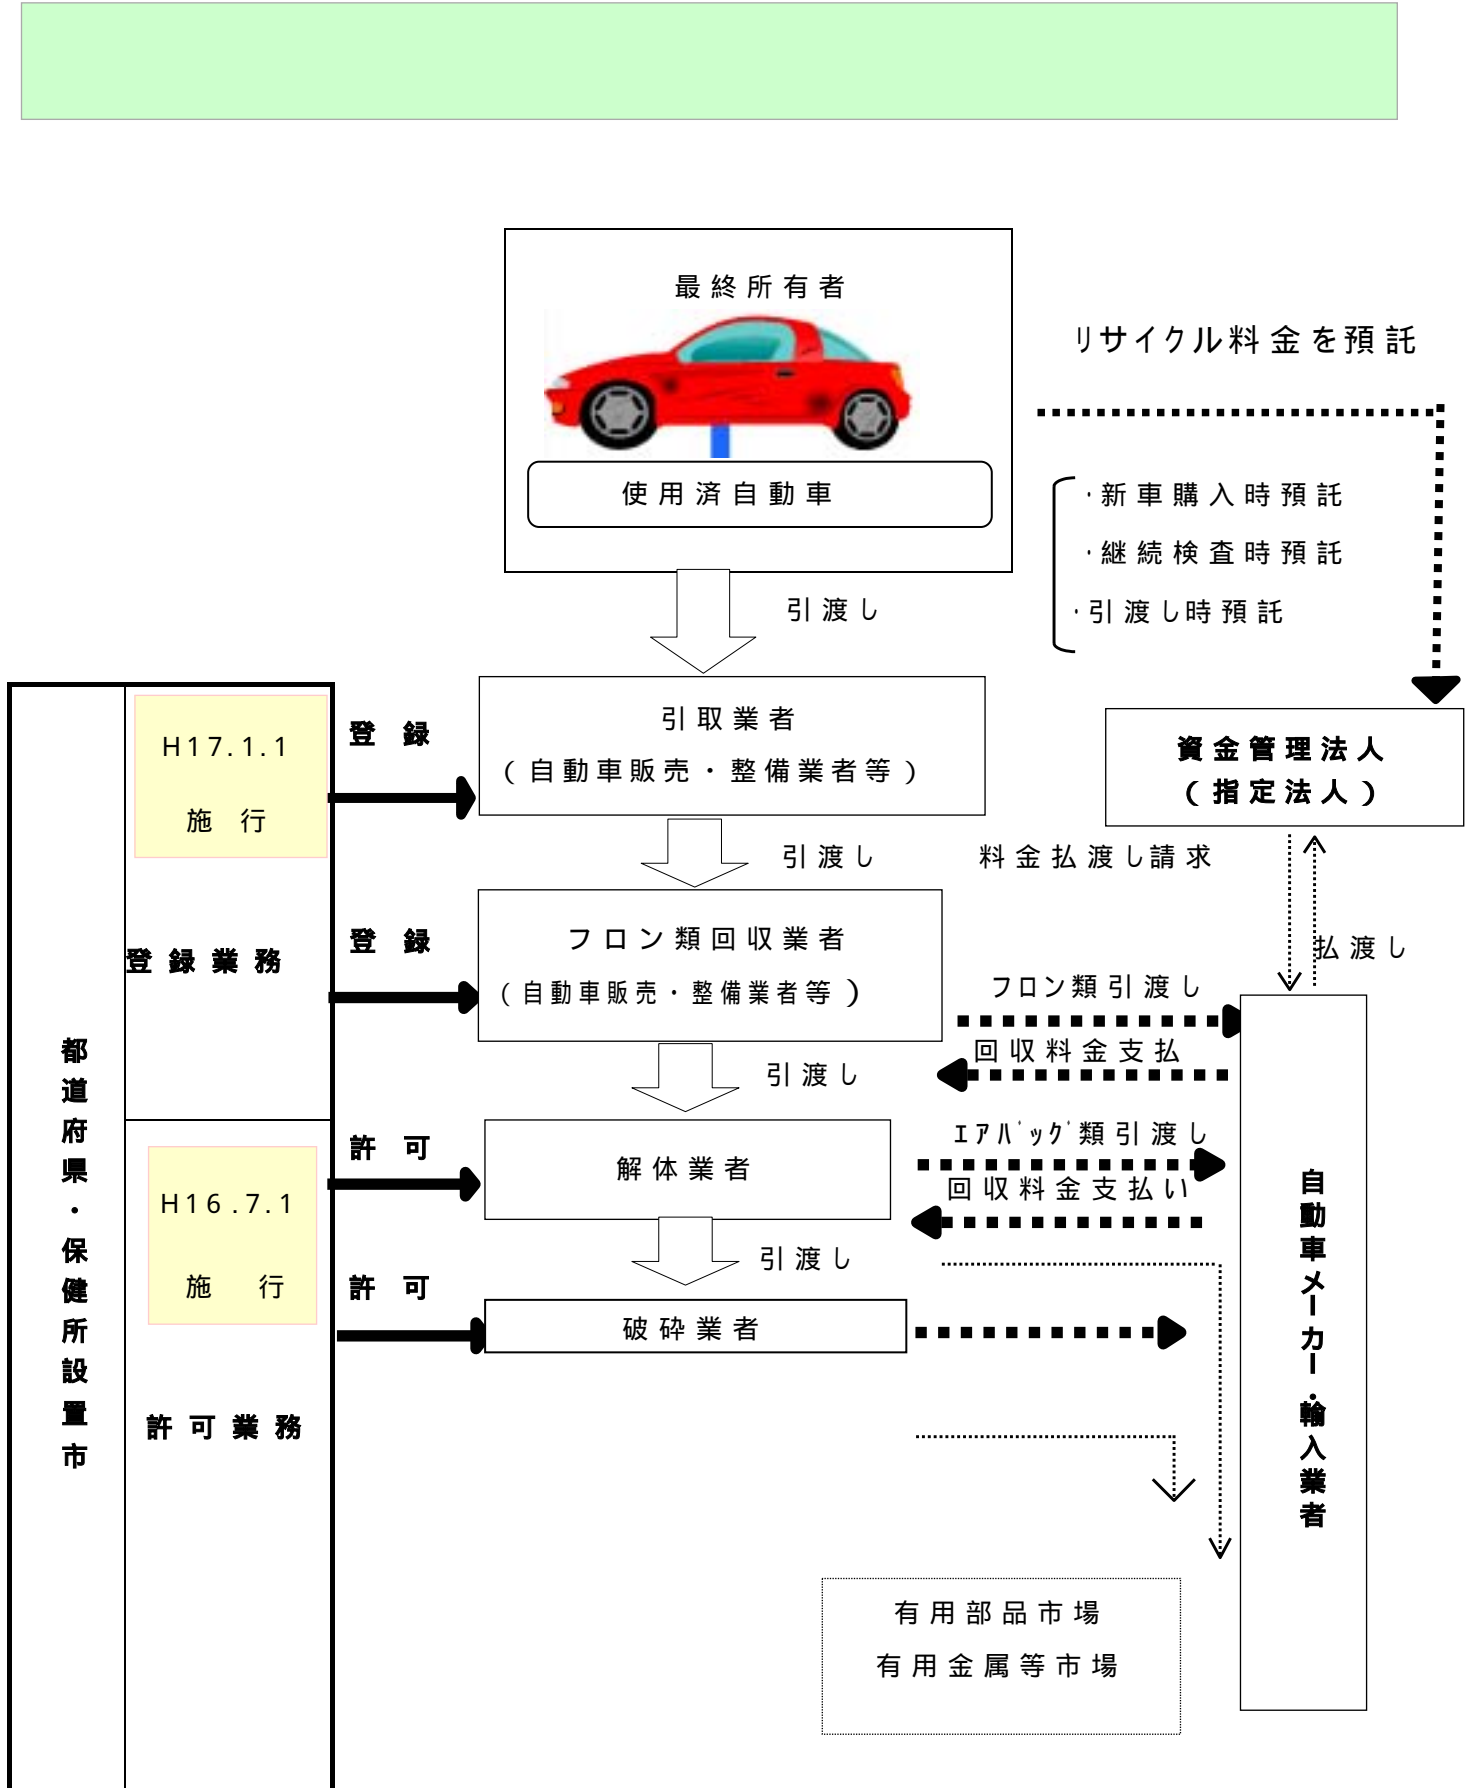 最終所有者
リサイクル料金を預託
使用済自動車
・新車購入時預託
・継続検査時預託
・引渡し時預託
引渡し
引取業者
(自動車販売・整備業者等)
資金管理法人
(指定法人)
H17.1.1
施 行
登 録
引渡し
料金払渡し請求
払渡し
登録業務
登 録
フロン類回収業者
(自動車販売・整備業者等)
フロン類引渡し
回収料金支払
引渡し
都道府県・保健所設置市
許 可
解体業者
エアバッグ類引渡し
回収料金支払い
H16.7.1
施 行
引渡し
許 可
破砕業者
自動車メーカー・輸入業者
許可業務
有用部品市場
有用金属等市場